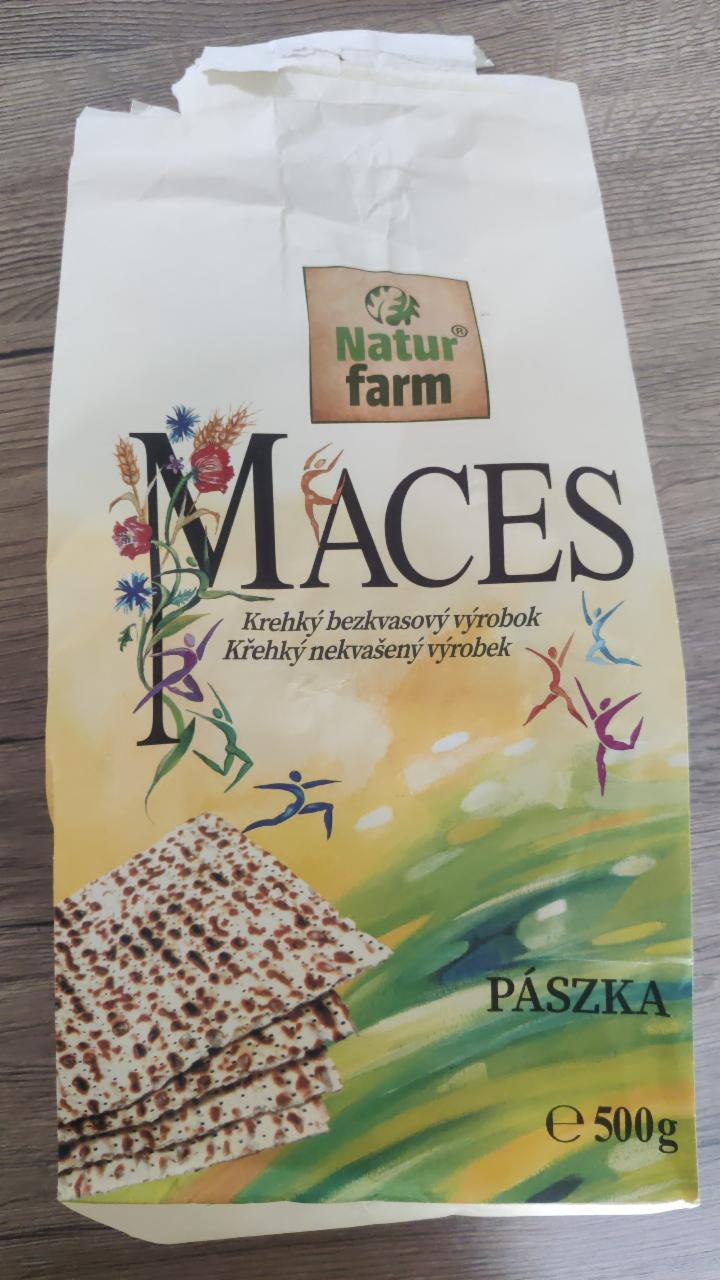 Natur®
farm
MACES
Krehký bezkvasový výrobok
Křehký nekvašený výrobek
PÁSZKA
℮ 500g